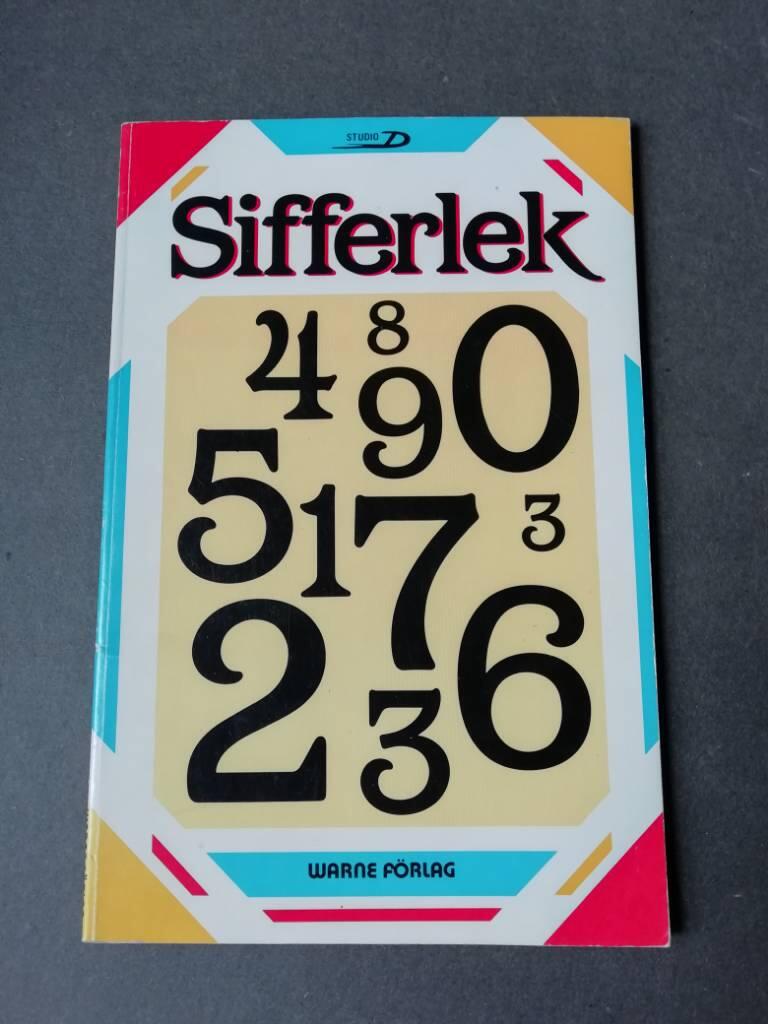 STUDIO D
Sifferlek
4 8 9 0
5 1 7 3
2 3 6
WARNE FÖRLAG